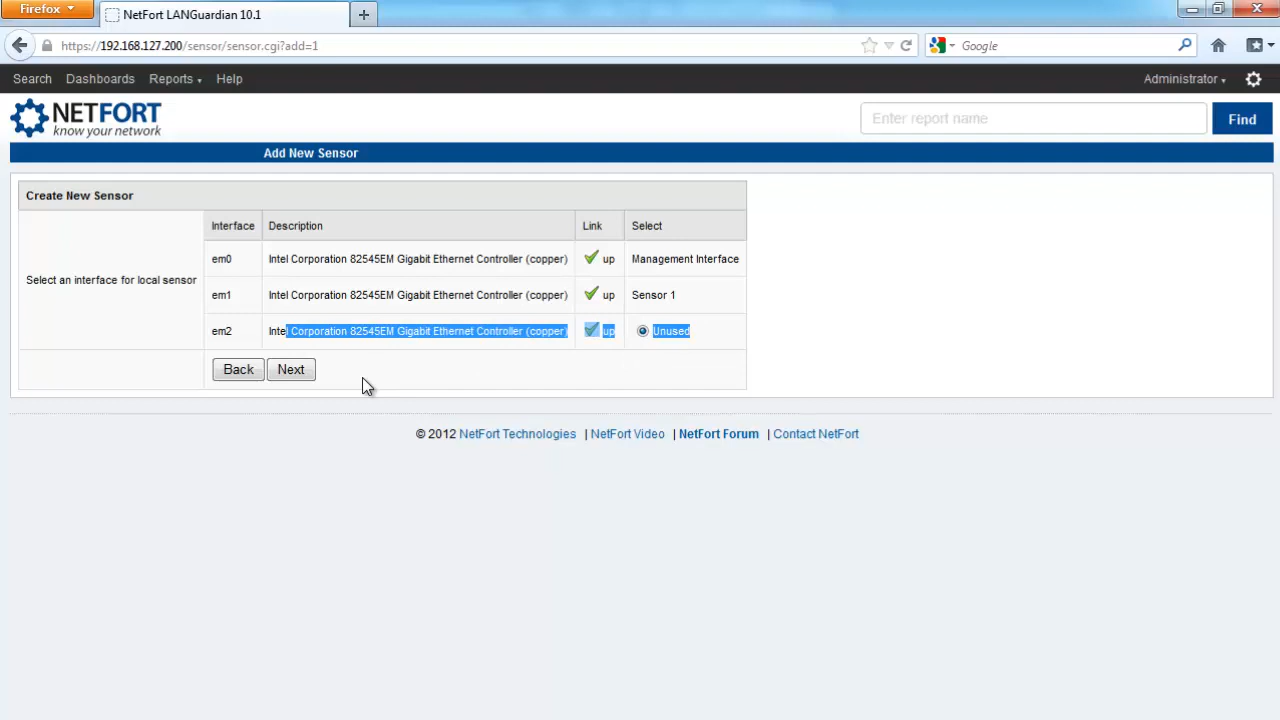 Firefox
NetFort LANGuardian 10.1
https://192.168.127.200/sensor/sensor.cgi?add=1
Google
Search Dashboards Reports Help
Administrator
NETFORT
know your network
Enter report name
Find
Add New Sensor
Create New Sensor
Interface Description Link Select
Select an interface for local sensor
em0 Intel Corporation 82545EM Gigabit Ethernet Controller (copper) up Management Interface
em1 Intel Corporation 82545EM Gigabit Ethernet Controller (copper) up Sensor 1
em2 Intel Corporation 82545EM Gigabit Ethernet Controller (copper) up Unused
Back Next
© 2012 NetFort Technologies | NetFort Video | NetFort Forum | Contact NetFort